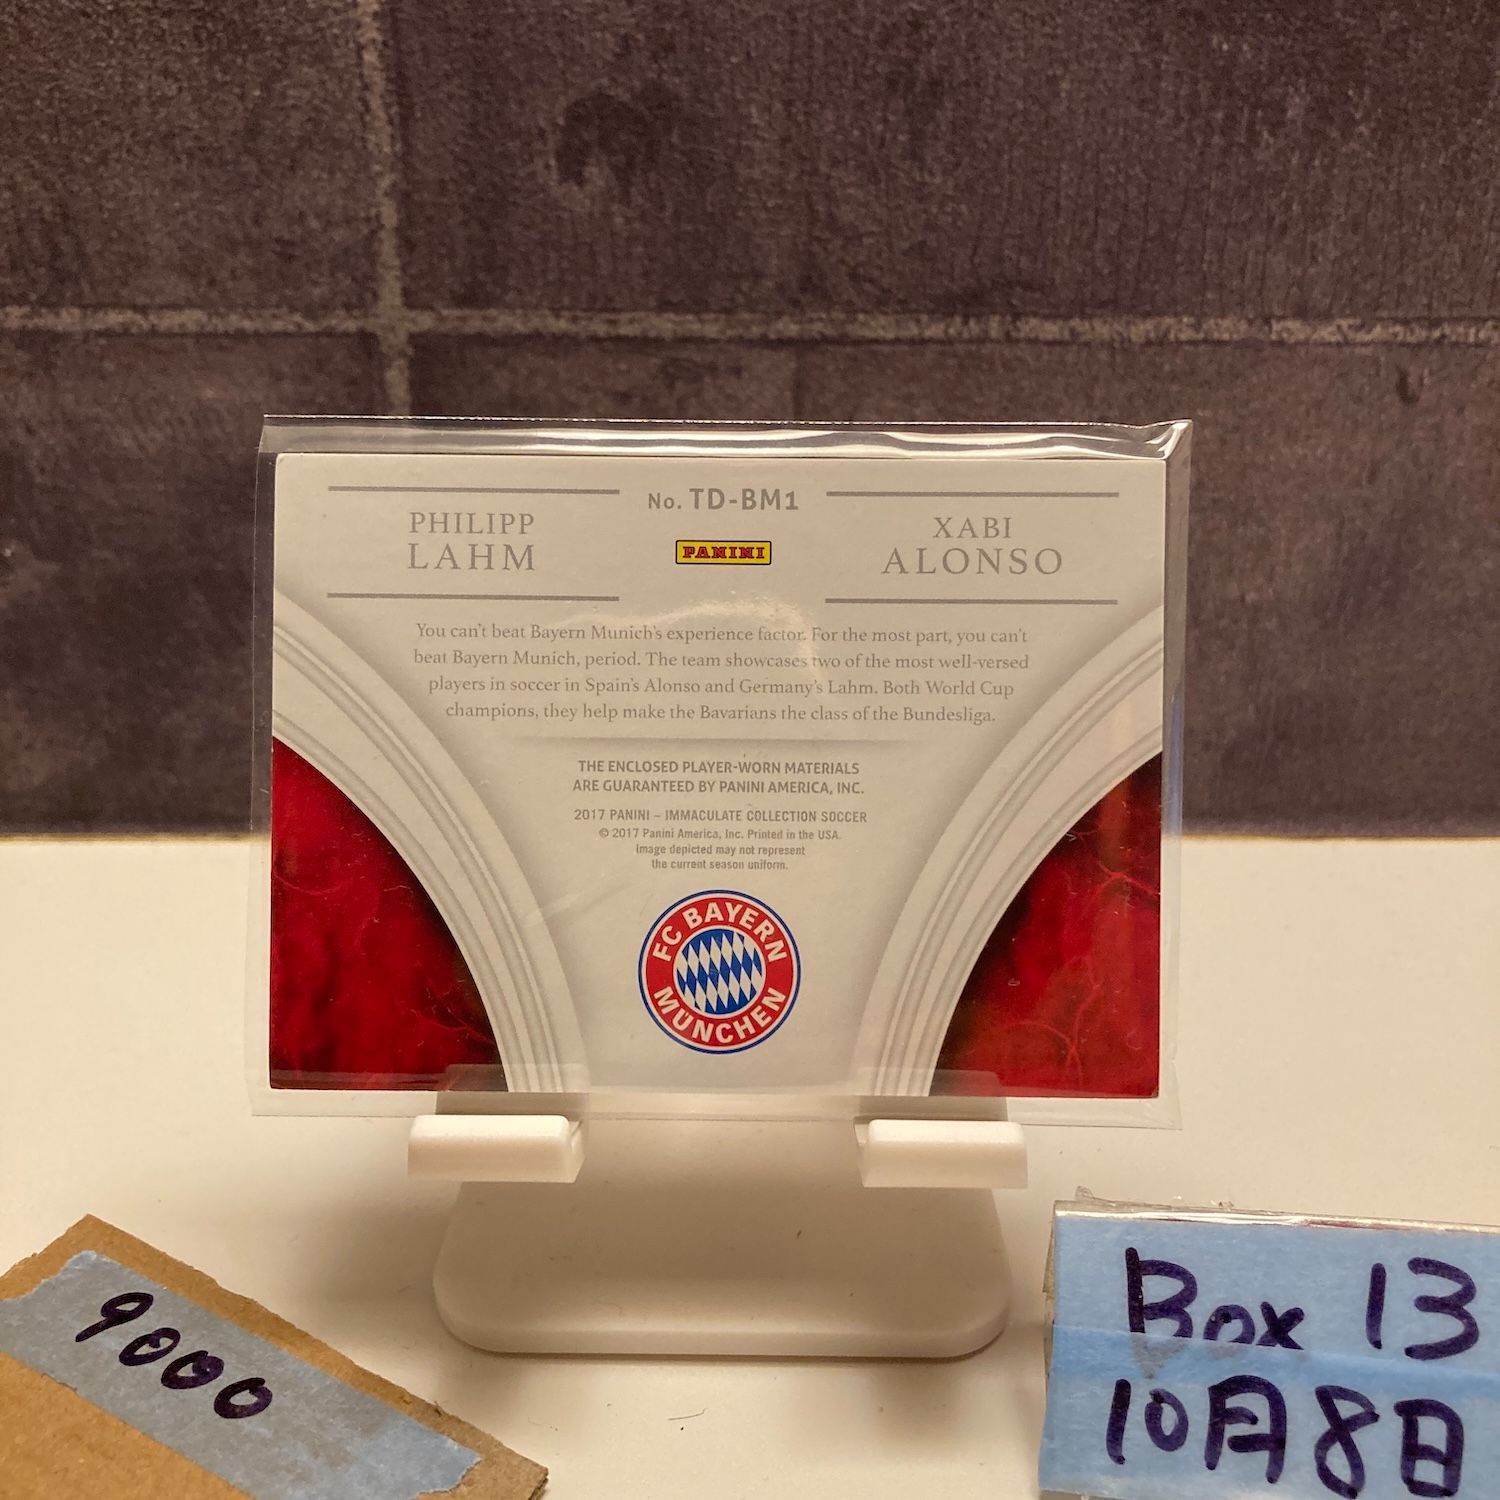 No. TD-BM1
PHILIPP
LAHM
PANINI
XABI
ALONSO
You can't beat Bayern Munich's experience factor. For the most part, you can't
beat Bayern Munich, period. The team showcases two of the most well-versed
players in soccer in Spain's Alonso and Germany's Lahm. Both World Cup
champions, they help make the Bavarians the class of the Bundesliga.
THE ENCLOSED PLAYER-WORN MATERIALS
ARE GUARANTEED BY PANINI AMERICA, INC.
2017 PANINI – IMMACULATE COLLECTION SOCCER
© 2017 Panini America, Inc. Printed in the USA.
Image depicted may not represent
the current season uniform.
FC BAYERN
MÜNCHEN
9000
Box 13
10月8日